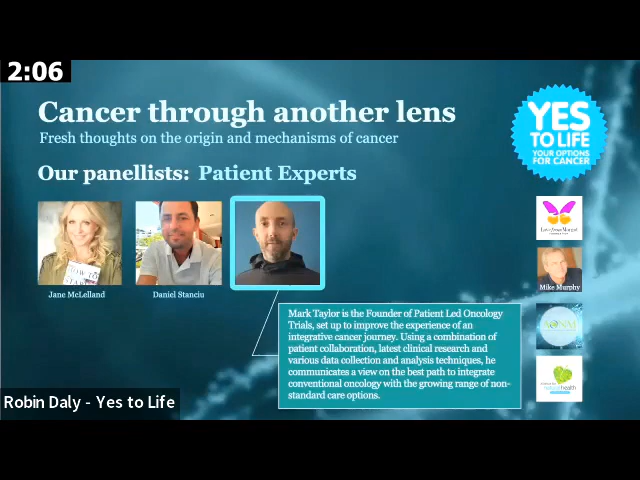 2:06
Cancer through another lens
Fresh thoughts on the origin and mechanisms of cancer
Our panellists: Patient Experts
YES
TO LIFE
YOUR OPTIONS
FOR CANCER
HOW TO
Jane McLelland
Daniel Stanciu
Mark Taylor is the Founder of Patient Led Oncology
Trials, set up to improve the experience of an
integrative cancer journey. Using a combination of
patient collaboration, latest clinical research and
various data collection and analysis techniques, he
communicates a view on the best path to integrate
conventional oncology with the growing range of non-
standard care options.
Mike Murphy
natural health
Robin Daly - Yes to Life